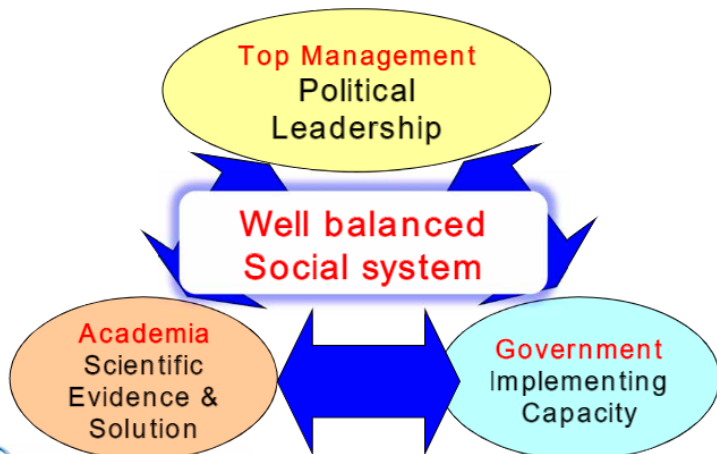 Top Management
Political
Leadership
Well balanced
Social system
Academia
Scientific
Evidence &
Solution
Government
Implementing
Capacity